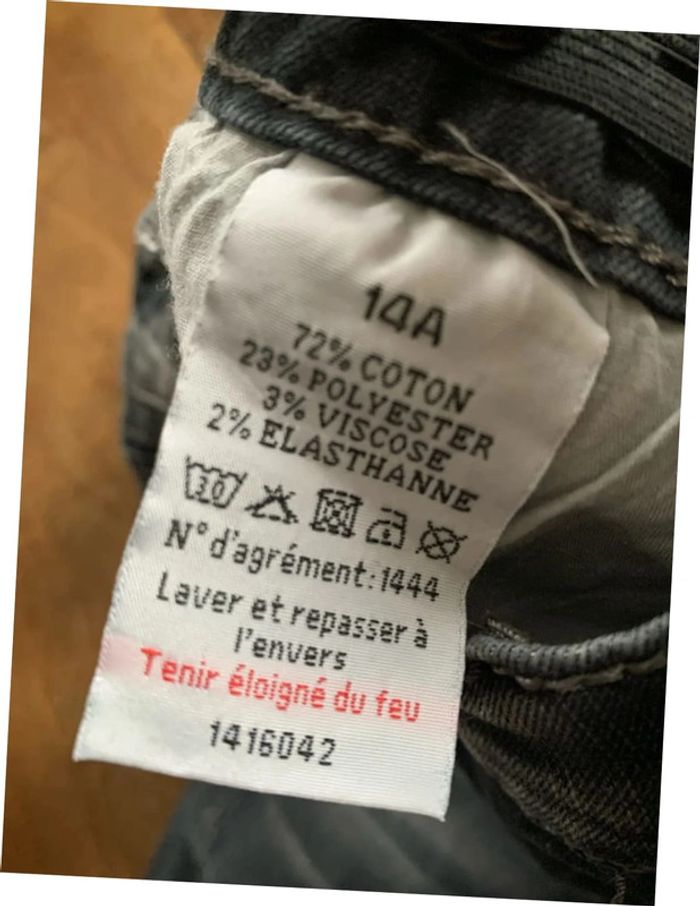 14A
72% COTON
23% POLYESTER
3% VISCOSE
2% ELASTHANNE
30
N° d'agrément: 1444
Laver et repasser à
l'envers
Tenir éloigné du feu
1416042